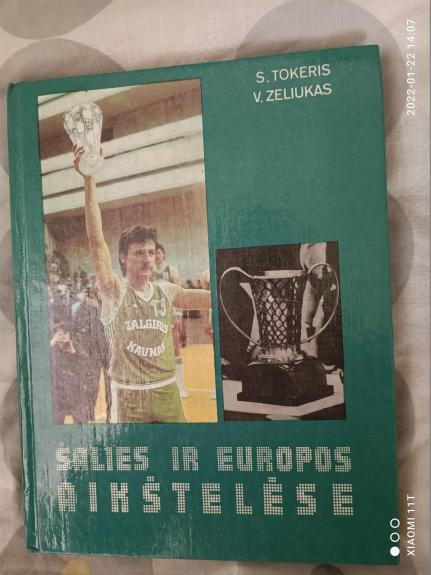 S. TOKERIS
V. ZELIUKAS
ŽALGIRIS
KAUNAS
ŠALIES IR EUROPOS
AIKŠTELĖSE
2022-01-22 14:07
XIAOMI 11T